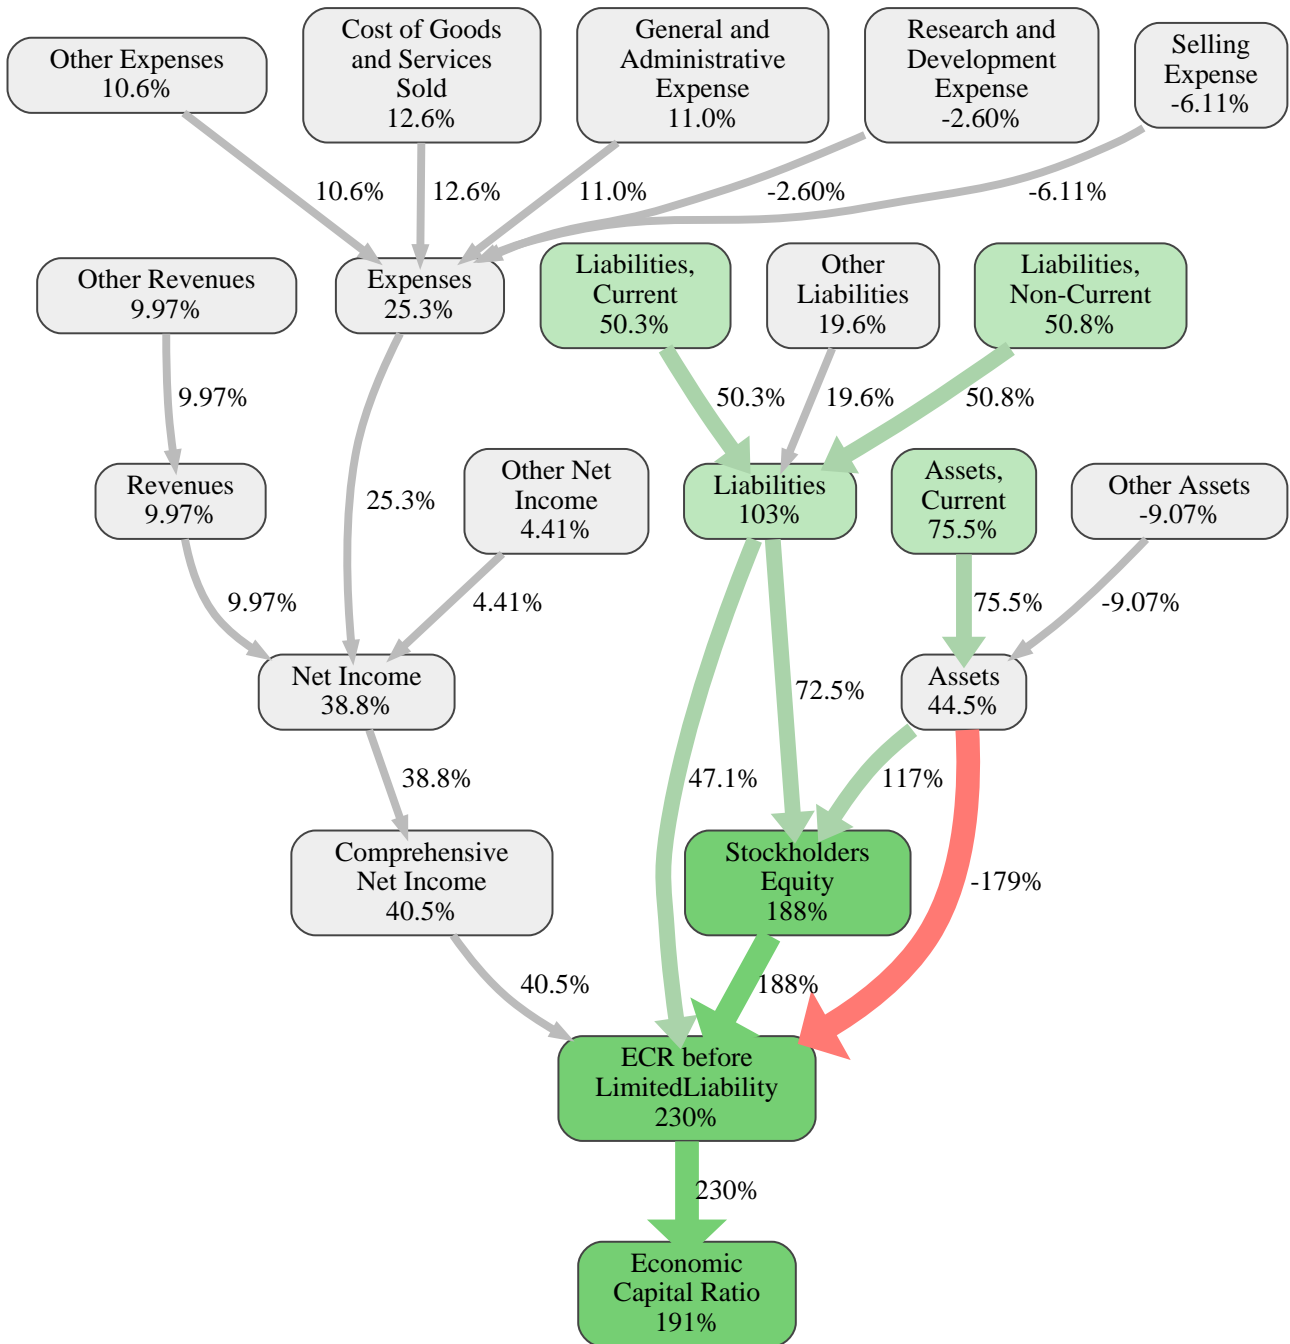 Other Expenses
10.6%
Cost of Goods
and Services
Sold
12.6%
General and
Administrative
Expense
11.0%
Research and
Development
Expense
-2.60%
Selling
Expense
-6.11%
10.6%
12.6%
11.0%
-2.60%
-6.11%
Other Revenues
9.97%
Expenses
25.3%
Liabilities,
Current
50.3%
Other
Liabilities
19.6%
Liabilities,
Non-Current
50.8%
9.97%
50.3%
19.6%
50.8%
Revenues
9.97%
25.3%
Other Net
Income
4.41%
Liabilities
103%
Assets,
Current
75.5%
Other Assets
-9.07%
9.97%
4.41%
75.5%
-9.07%
Net Income
38.8%
72.5%
Assets
44.5%
38.8%
47.1%
117%
Comprehensive
Net Income
40.5%
Stockholders
Equity
188%
-179%
40.5%
188%
ECR before
LimitedLiability
230%
230%
Economic
Capital Ratio
191%